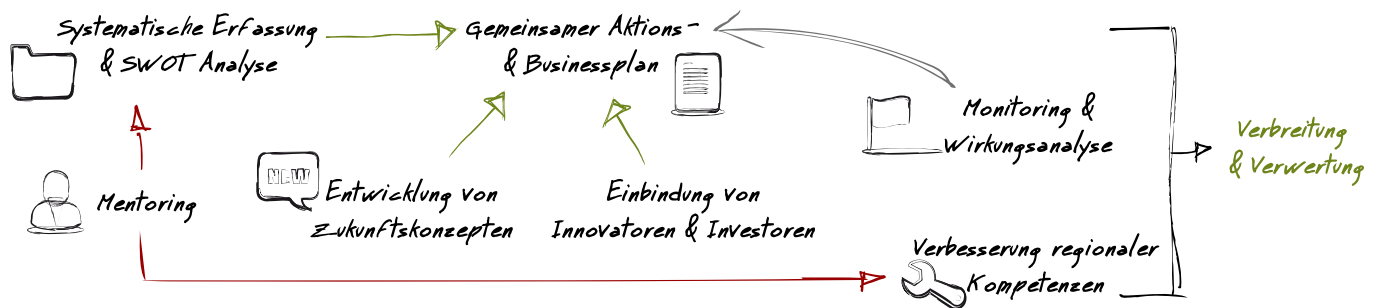 Systematische Erfassung
& SWOT Analyse
Gemeinsamer Aktions-
& Businessplan
Monitoring &
Wirkungsanalyse
Verbreitung
& Verwertung
Mentoring
NEW
Entwicklung von
Zukunftskonzepten
Einbindung von
Innovatoren & Investoren
Verbesserung regionaler
Kompetenzen